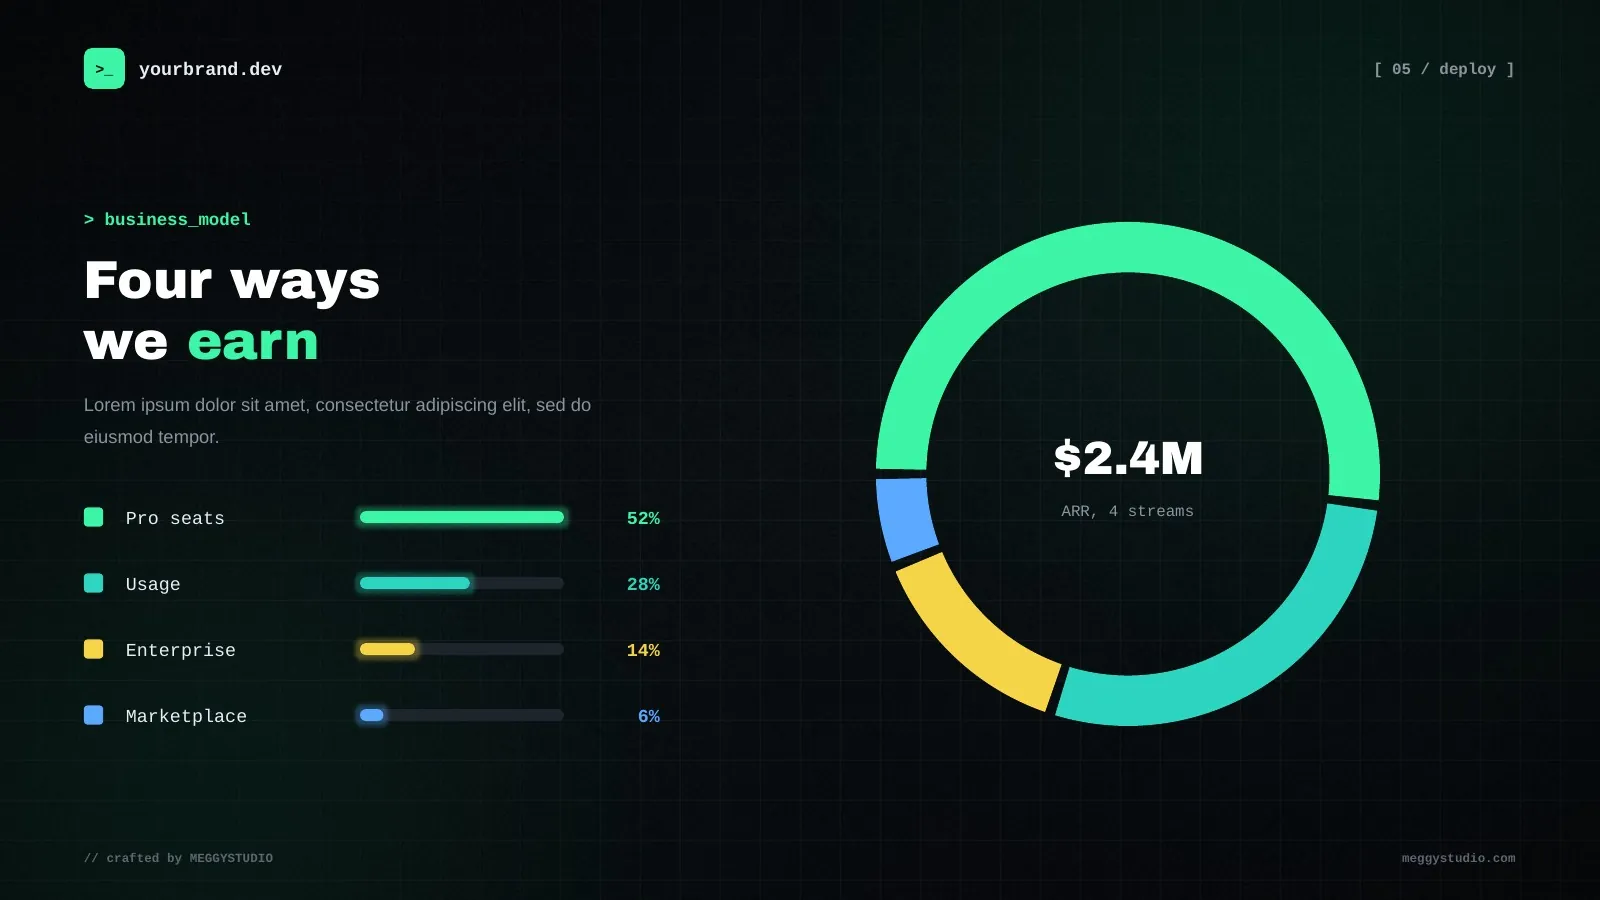 >_ yourbrand.dev
[ 05 / deploy ]
> business_model
Four ways
we earn
Lorem ipsum dolor sit amet, consectetur adipiscing elit, sed do
eiusmod tempor.
Pro seats 52%
Usage 28%
Enterprise 14%
Marketplace 6%
$2.4M
ARR, 4 streams
// crafted by MEGGYSTUDIO
meggystudio.com